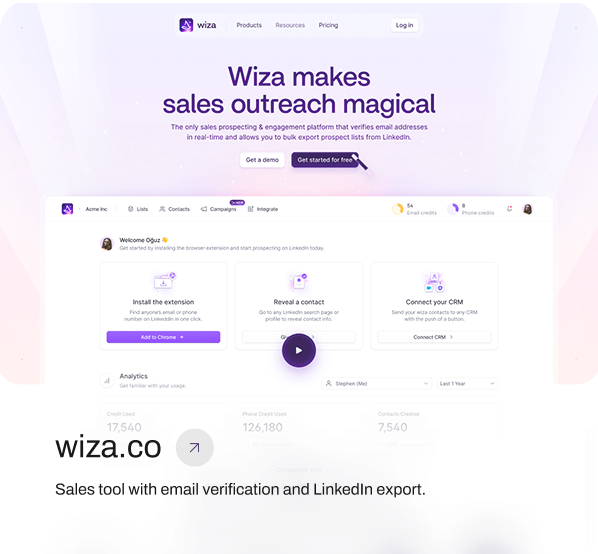 wiza Products Resources Pricing Log in
Wiza makes
sales outreach magical
The only sales prospecting & engagement platform that verifies email addresses
in real-time and allows you to bulk export prospect lists from LinkedIn.
Get a demo Get started for free
Acme Inc Lists Contacts Campaigns NEW Integrate 54 Email credits 8 Phone credits
Welcome Oğuz 👋
Get started by installing the browser extension and start prospecting on LinkedIn today.
Install the extension
Find anyone's email or phone
number on LinkedIn in one click.
Add to Chrome +
Reveal a contact
Go to any LinkedIn search page or
profile to reveal contact info.
Connect your CRM
Send your wiza contacts to any CRM
with the push of a button.
Connect CRM
Analytics
Get familiar with your usage.
Stephen (Me) Last 1 Year
Credit Used Phone Credit Used Contacts Created
17,540 126,180 7,540
wiza.co
Sales tool with email verification and LinkedIn export.